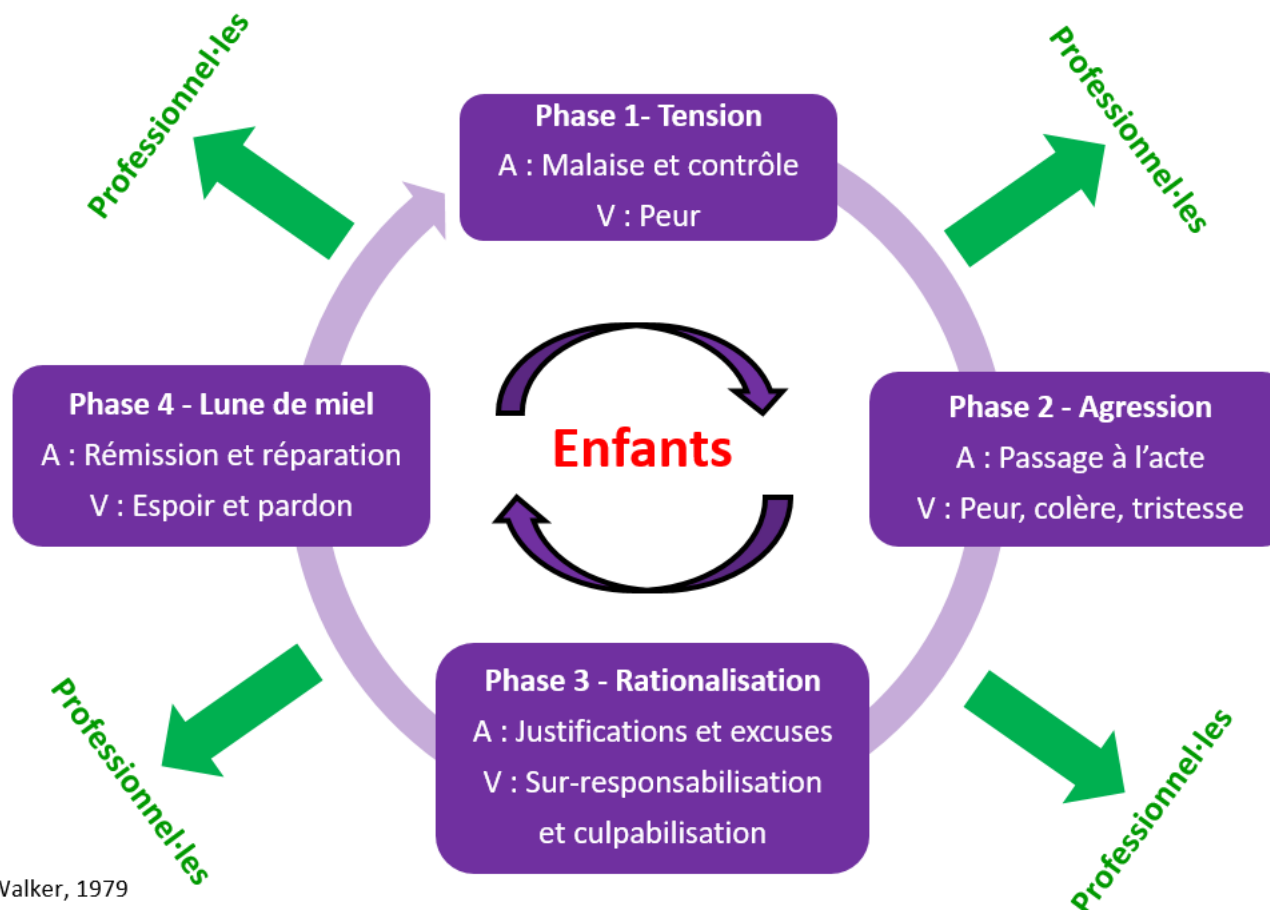 Professionnel·les
Professionnel·les
Phase 1- Tension
A : Malaise et contrôle
V : Peur
Phase 4 - Lune de miel
A : Rémission et réparation
V : Espoir et pardon
Enfants
Phase 2 - Agression
A : Passage à l’acte
V : Peur, colère, tristesse
Phase 3 - Rationalisation
A : Justifications et excuses
V : Sur-responsabilisation
et culpabilisation
Professionnel·les
Professionnel·les
Walker, 1979